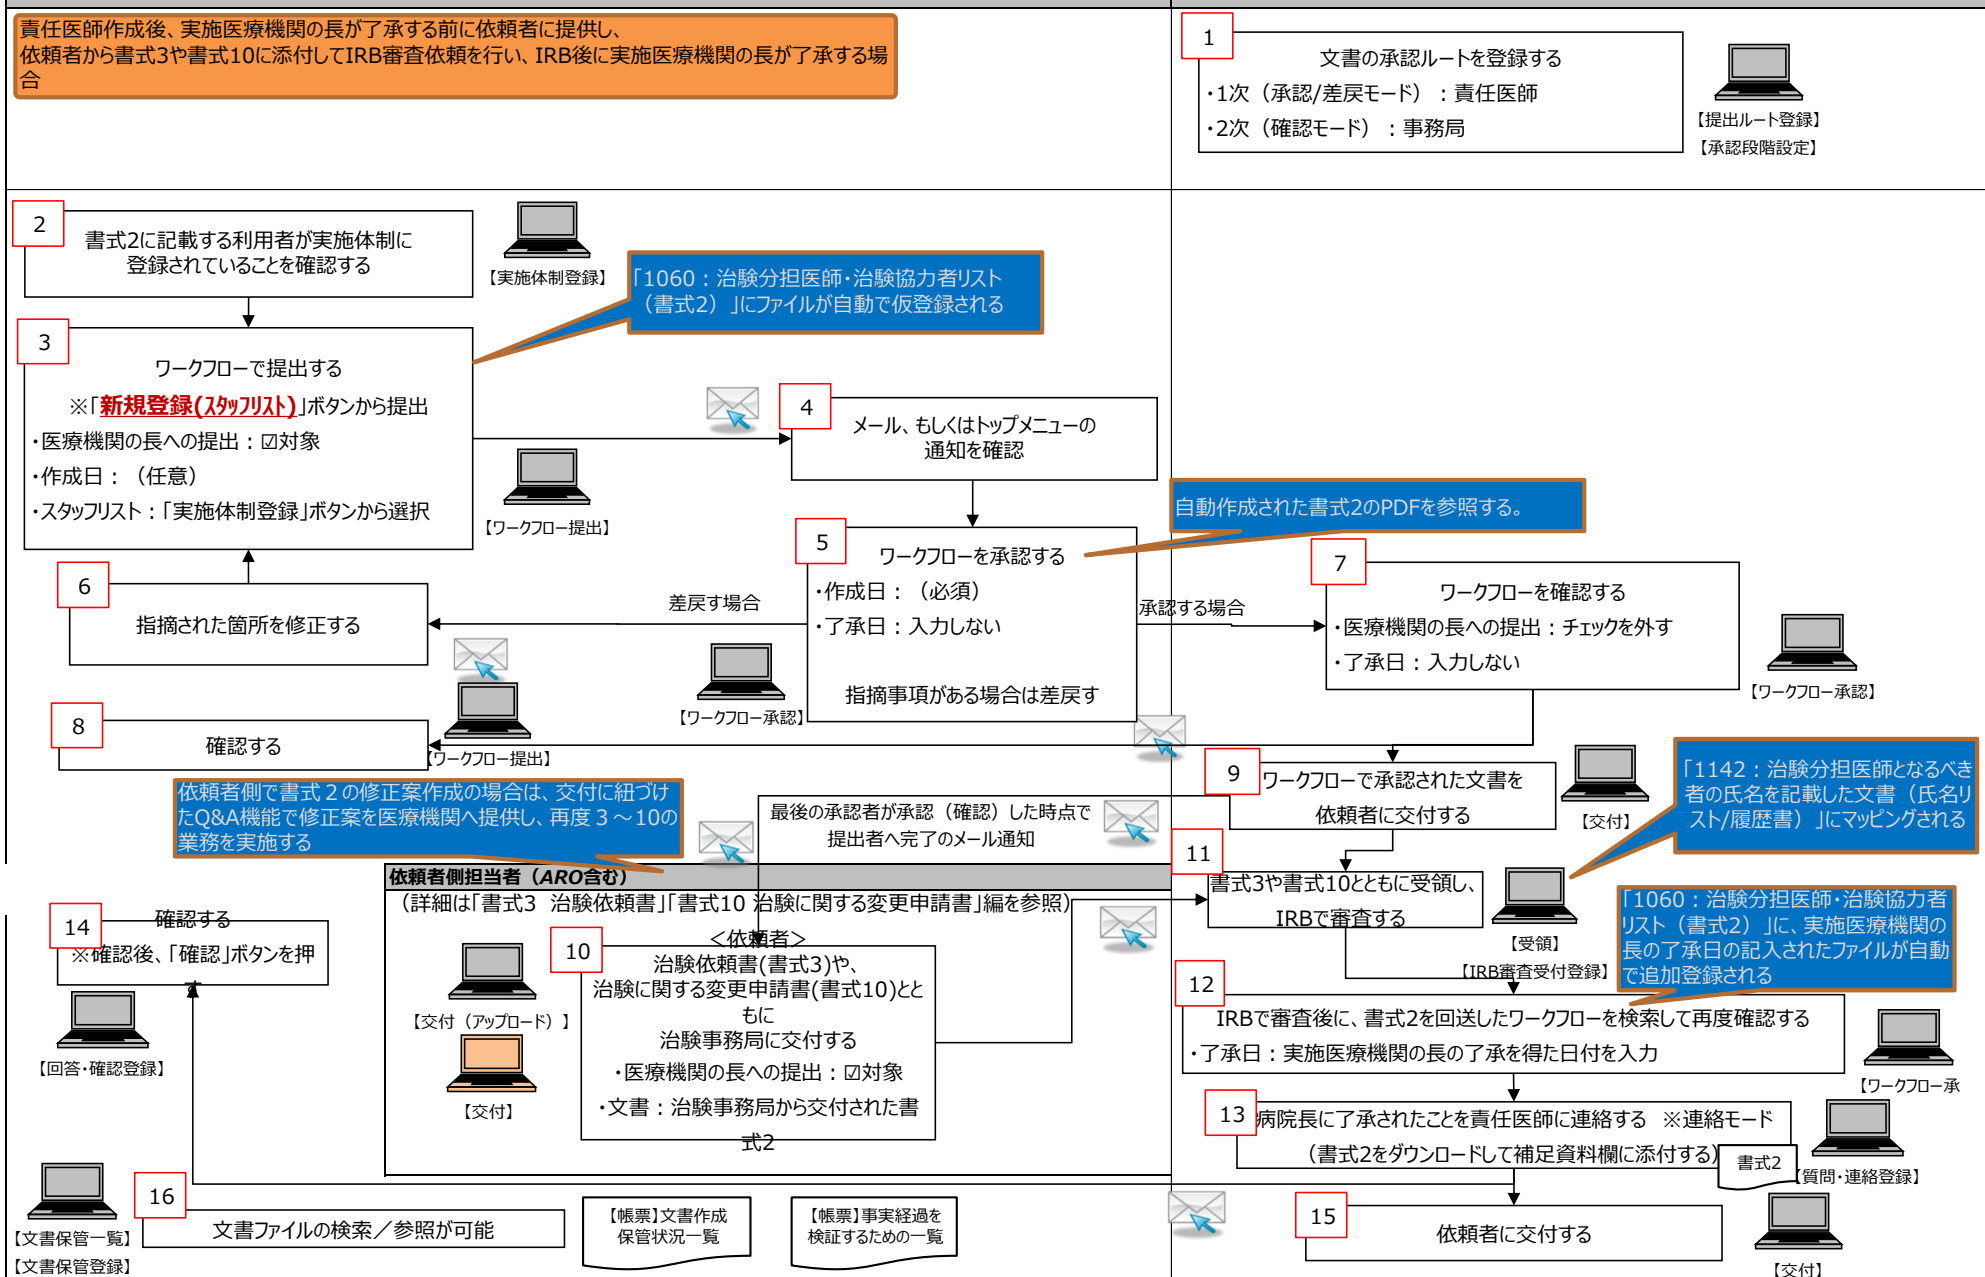 責任医師作成後、実施医療機関の長が了承する前に依頼者に提供し、
依頼者から書式3や書式10に添付してIRB審査依頼を行い、IRB後に実施医療機関の長が了承する場
合
1
文書の承認ルートを登録する
・1次（承認/差戻モード）：責任医師
・2次（確認モード）：事務局
【提出ルート登録】
【承認段階設定】
2
書式2に記載する利用者が実施体制に
登録されていることを確認する
【実施体制登録】
「1060：治験分担医師・治験協力者リスト
（書式2）」にファイルが自動で仮登録される
3
ワークフローで提出する
※「新規登録(スタッフリスト)」ボタンから提出
・医療機関の長への提出：☑対象
・作成日：（任意）
・スタッフリスト：「実施体制登録」ボタンから選択
【ワークフロー提出】
4
メール、もしくはトップメニューの
通知を確認
自動作成された書式2のPDFを参照する。
5
ワークフローを承認する
・作成日：（必須）
・了承日：入力しない
指摘事項がある場合は差戻す
【ワークフロー承認】
差戻す場合
承認する場合
6
指摘された箇所を修正する
【ワークフロー提出】
7
ワークフローを確認する
・医療機関の長への提出：チェックを外す
・了承日：入力しない
【ワークフロー承認】
8
確認する
依頼者側で書式２の修正案作成の場合は、交付に紐づけ
たQ&A機能で修正案を医療機関へ提供し、再度３～10の
業務を実施する
最後の承認者が承認（確認）した時点で
提出者へ完了のメール通知
9
ワークフローで承認された文書を
依頼者に交付する
【交付】
「1142：治験分担医師となるべき
者の氏名を記載した文書（氏名リ
スト/履歴書）」にマッピングされる
依頼者側担当者（ARO含む）
（詳細は「書式3 治験依頼書」「書式10 治験に関する変更申請書」編を参照）
10
＜依頼者＞
治験依頼書(書式3)や、
治験に関する変更申請書(書式10)とと
もに
治験事務局に交付する
・医療機関の長への提出：☑対象
・文書：治験事務局から交付された書
式2
【交付（アップロード）】
【交付】
11
書式3や書式10とともに受領し、
IRBで審査する
【受領】
【IRB審査受付登録】
「1060：治験分担医師・治験協力者
リスト（書式2）」に、実施医療機関の
長の了承日の記入されたファイルが自動
で追加登録される
12
IRBで審査後に、書式2を回送したワークフローを検索して再度確認する
・了承日：実施医療機関の長の了承を得た日付を入力
【ワークフロー承
13
病院長に了承されたことを責任医師に連絡する ※連絡モード
（書式2をダウンロードして補足資料欄に添付する）
書式2
【質問・連絡登録】
14
確認する
※確認後、「確認」ボタンを押
す
【回答・確認登録】
15
依頼者に交付する
【交付】
16
文書ファイルの検索／参照が可能
【文書保管一覧】
【文書保管登録】
【帳票】文書作成
保管状況一覧
【帳票】事実経過を
検証するための一覧